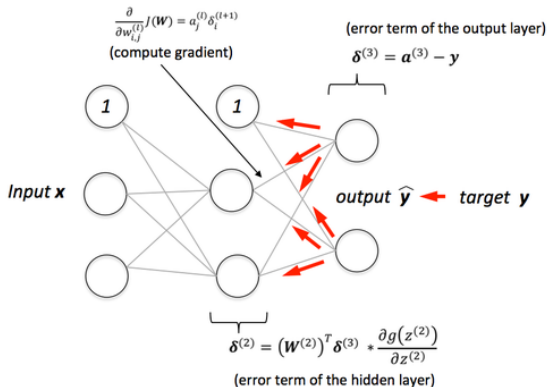 ∂/∂w_{i,j}^{(l)} J(W) = a_j^{(l)} δ_i^{(l+1)}
(compute gradient)
(error term of the output layer)
δ^{(3)} = a^{(3)} − y
1 1
Input x
output ŷ target y
δ^{(2)} = (W^{(2)})^T δ^{(3)} * ∂g(z^{(2)})/∂z^{(2)}
(error term of the hidden layer)